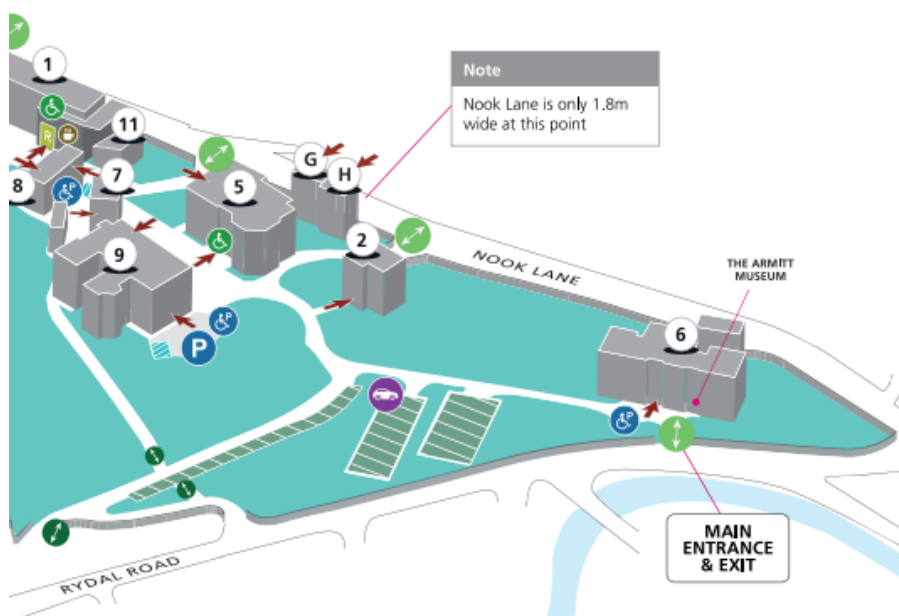 1
Note
Nook Lane is only 1.8m
wide at this point
R
11
G
H
8
P
7
5
2
9
NOOK LANE
THE ARMITT
MUSEUM
P
P
6
P
MAIN
ENTRANCE
& EXIT
RYDAL ROAD